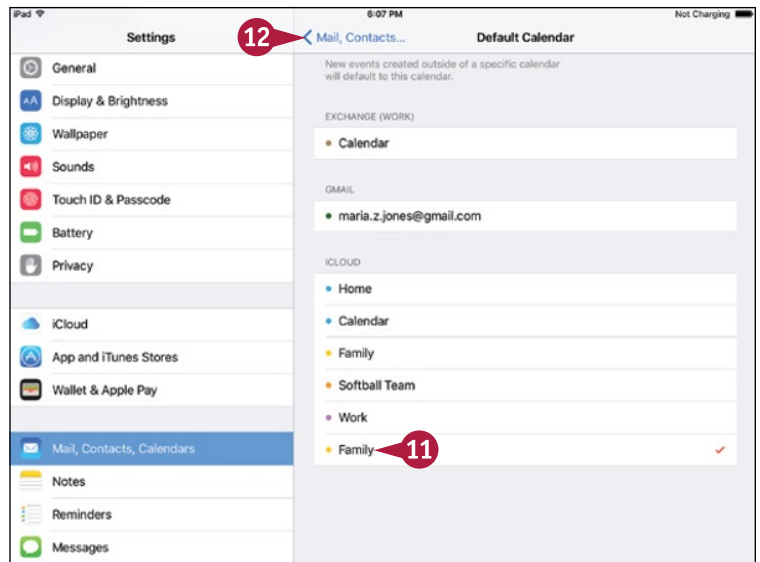 iPad
6:07 PM
Not Charging
Settings
12
Mail, Contacts...
Default Calendar
General
Display & Brightness
Wallpaper
Sounds
Touch ID & Passcode
Battery
Privacy
iCloud
App and iTunes Stores
Wallet & Apple Pay
Mail, Contacts, Calendars
Notes
Reminders
Messages
New events created outside of a specific calendar
will default to this calendar.
EXCHANGE (WORK)
Calendar
GMAIL
maria.z.jones@gmail.com
ICLOUD
Home
Calendar
Family
Softball Team
Work
Family
11